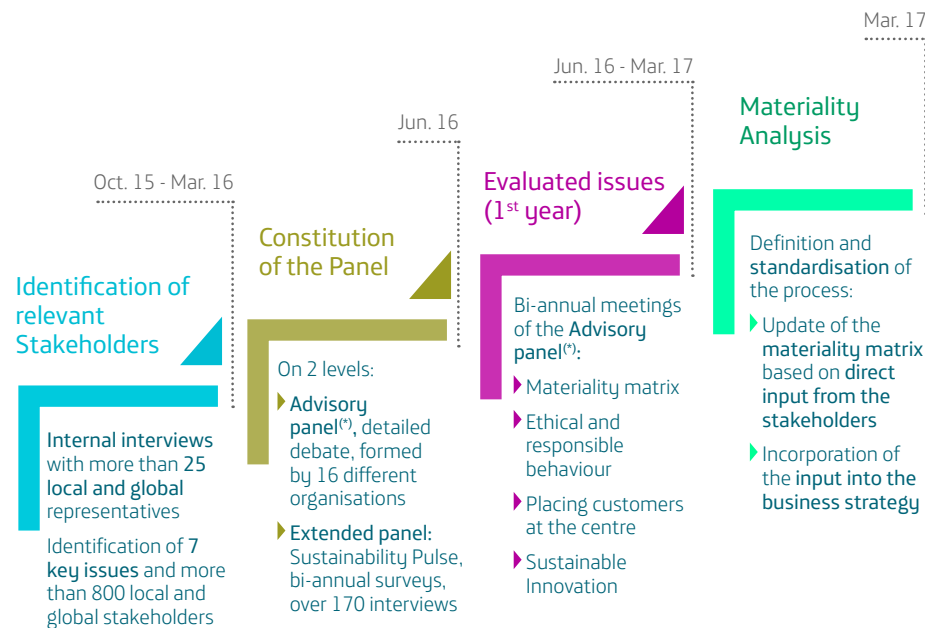 Oct. 15 - Mar. 16
Identification of
relevant
Stakeholders
Internal interviews
with more than 25
local and global
representatives
Identification of 7
key issues and more
than 800 local and
global stakeholders
Jun. 16
Constitution
of the Panel
On 2 levels:
Advisory
panel(*), detailed
debate, formed
by 16 different
organisations
Extended panel:
Sustainability Pulse,
bi-annual surveys,
over 170 interviews
Jun. 16 - Mar. 17
Evaluated issues
(1st year)
Bi-annual meetings
of the Advisory
panel(*):
Materiality matrix
Ethical and
responsible
behaviour
Placing customers
at the centre
Sustainable
Innovation
Mar. 17
Materiality
Analysis
Definition and
standardisation of
the process:
Update of the
materiality matrix
based on direct
input from the
stakeholders
Incorporation of
the input into the
business strategy